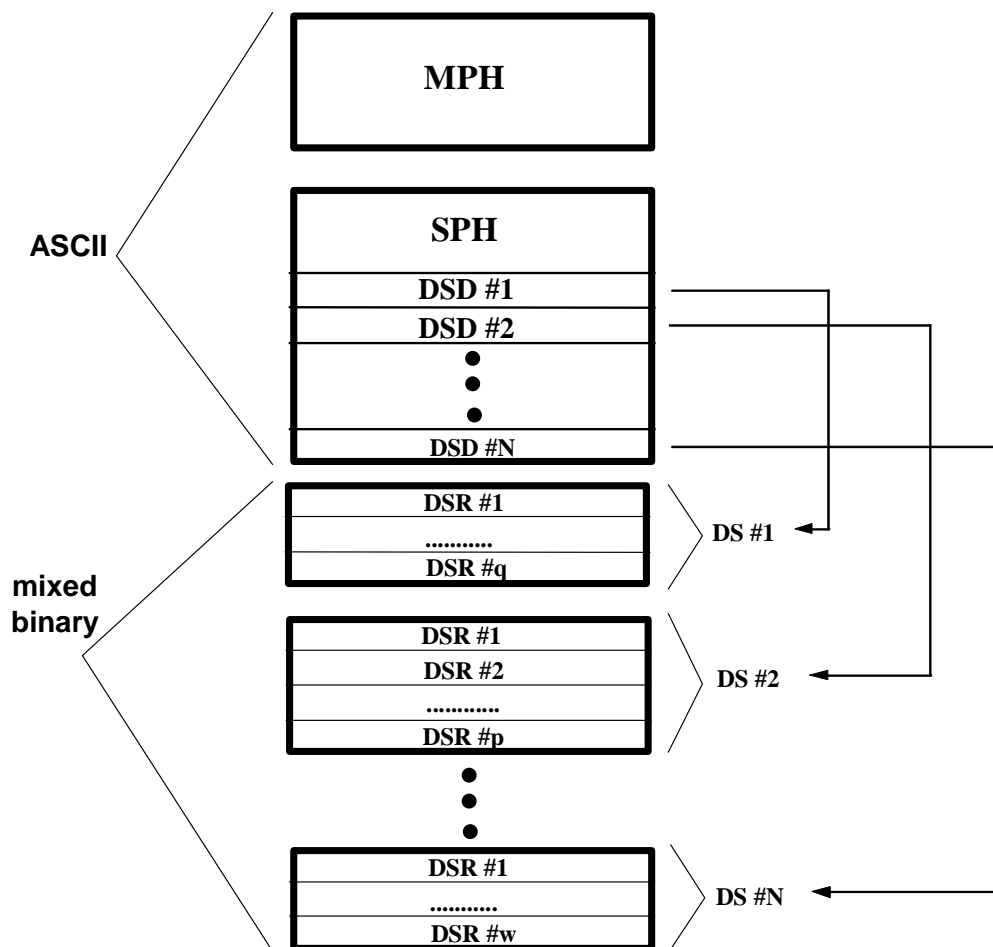 MPH
ASCII
SPH
DSD #1
DSD #2
DSD #N
mixed
binary
DSR #1
...........
DSR #q
DS #1
DSR #1
DSR #2
............
DSR #p
DS #2
DSR #1
...........
DSR #w
DS #N